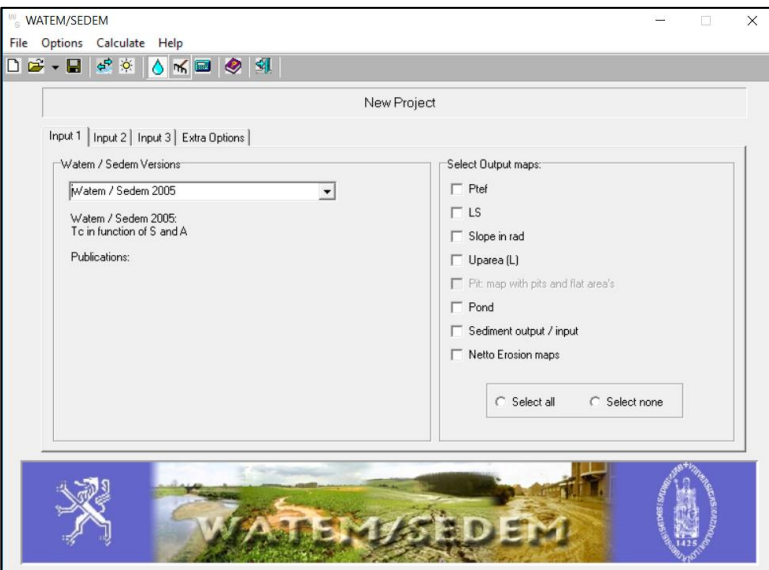 WATEM/SEDEM
File Options Calculate Help
New Project
Input 1 Input 2 Input 3 Extra Options
Watem / Sedem Versions
Watem / Sedem 2005
Watem / Sedem 2005:
Tc in function of S and A
Publications:
Select Output maps:
Ptef
LS
Slope in rad
Uparea (L)
Pit: map with pits and flat area's
Pond
Sediment output / input
Netto Erosion maps
Select all Select none
WATEM/SEDEM
1425